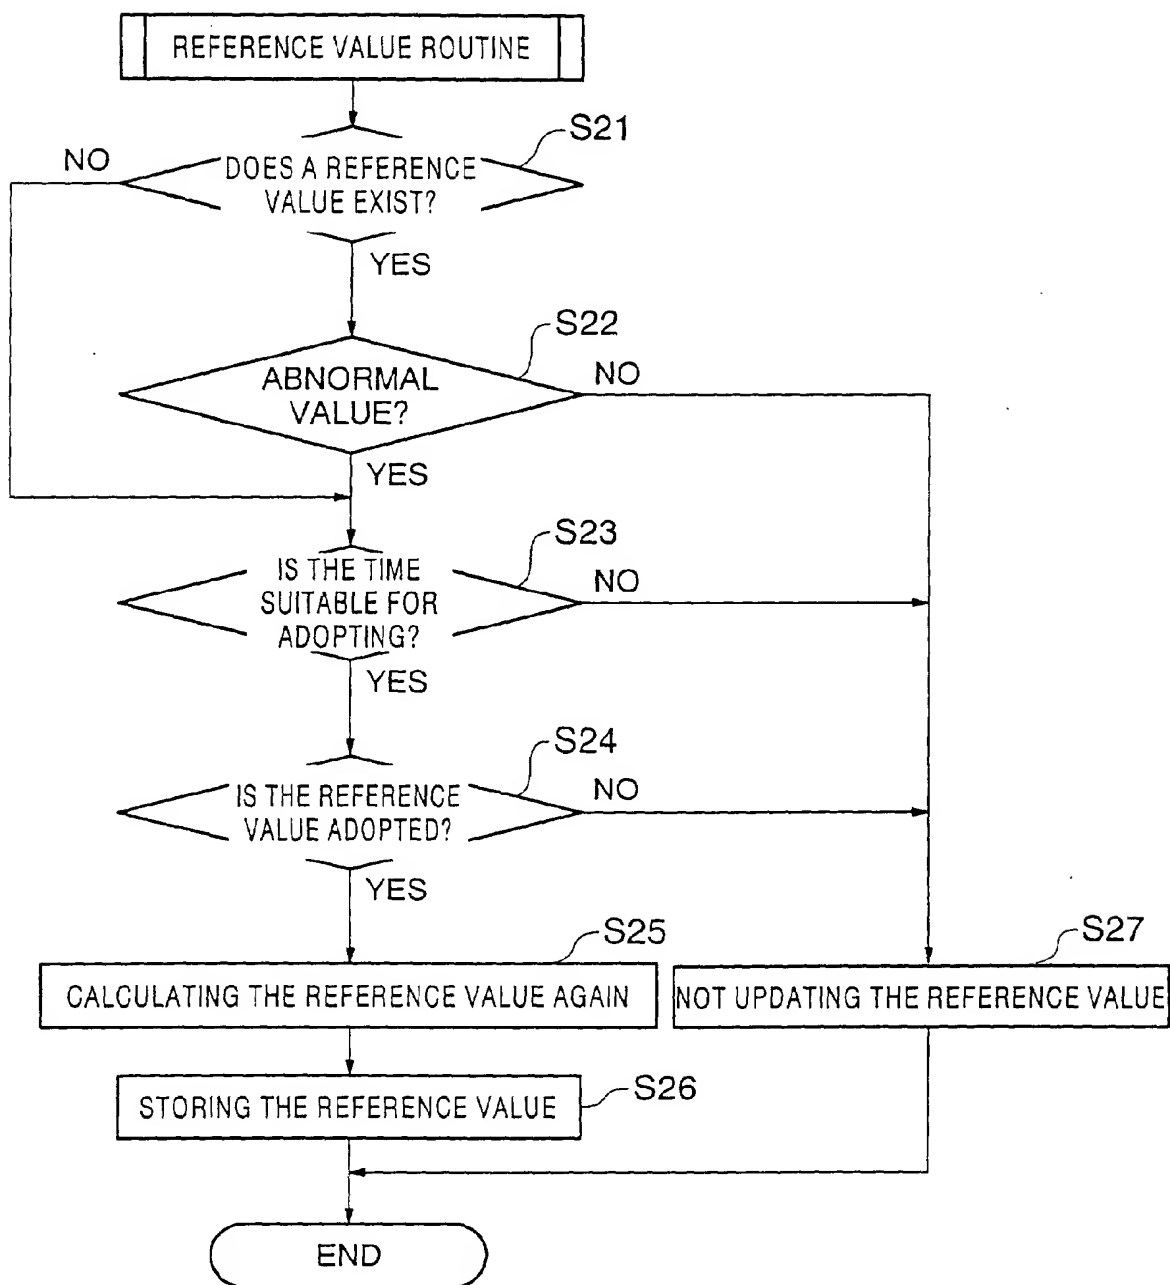 REFERENCE VALUE ROUTINE
S21
NO
DOES A REFERENCE
VALUE EXIST?
YES
S22
NO
ABNORMAL
VALUE?
YES
S23
NO
IS THE TIME
SUITABLE FOR
ADOPTING?
YES
S24
NO
IS THE REFERENCE
VALUE ADOPTED?
YES
S25
S27
CALCULATING THE REFERENCE VALUE AGAIN
NOT UPDATING THE REFERENCE VALUE
S26
STORING THE REFERENCE VALUE
END